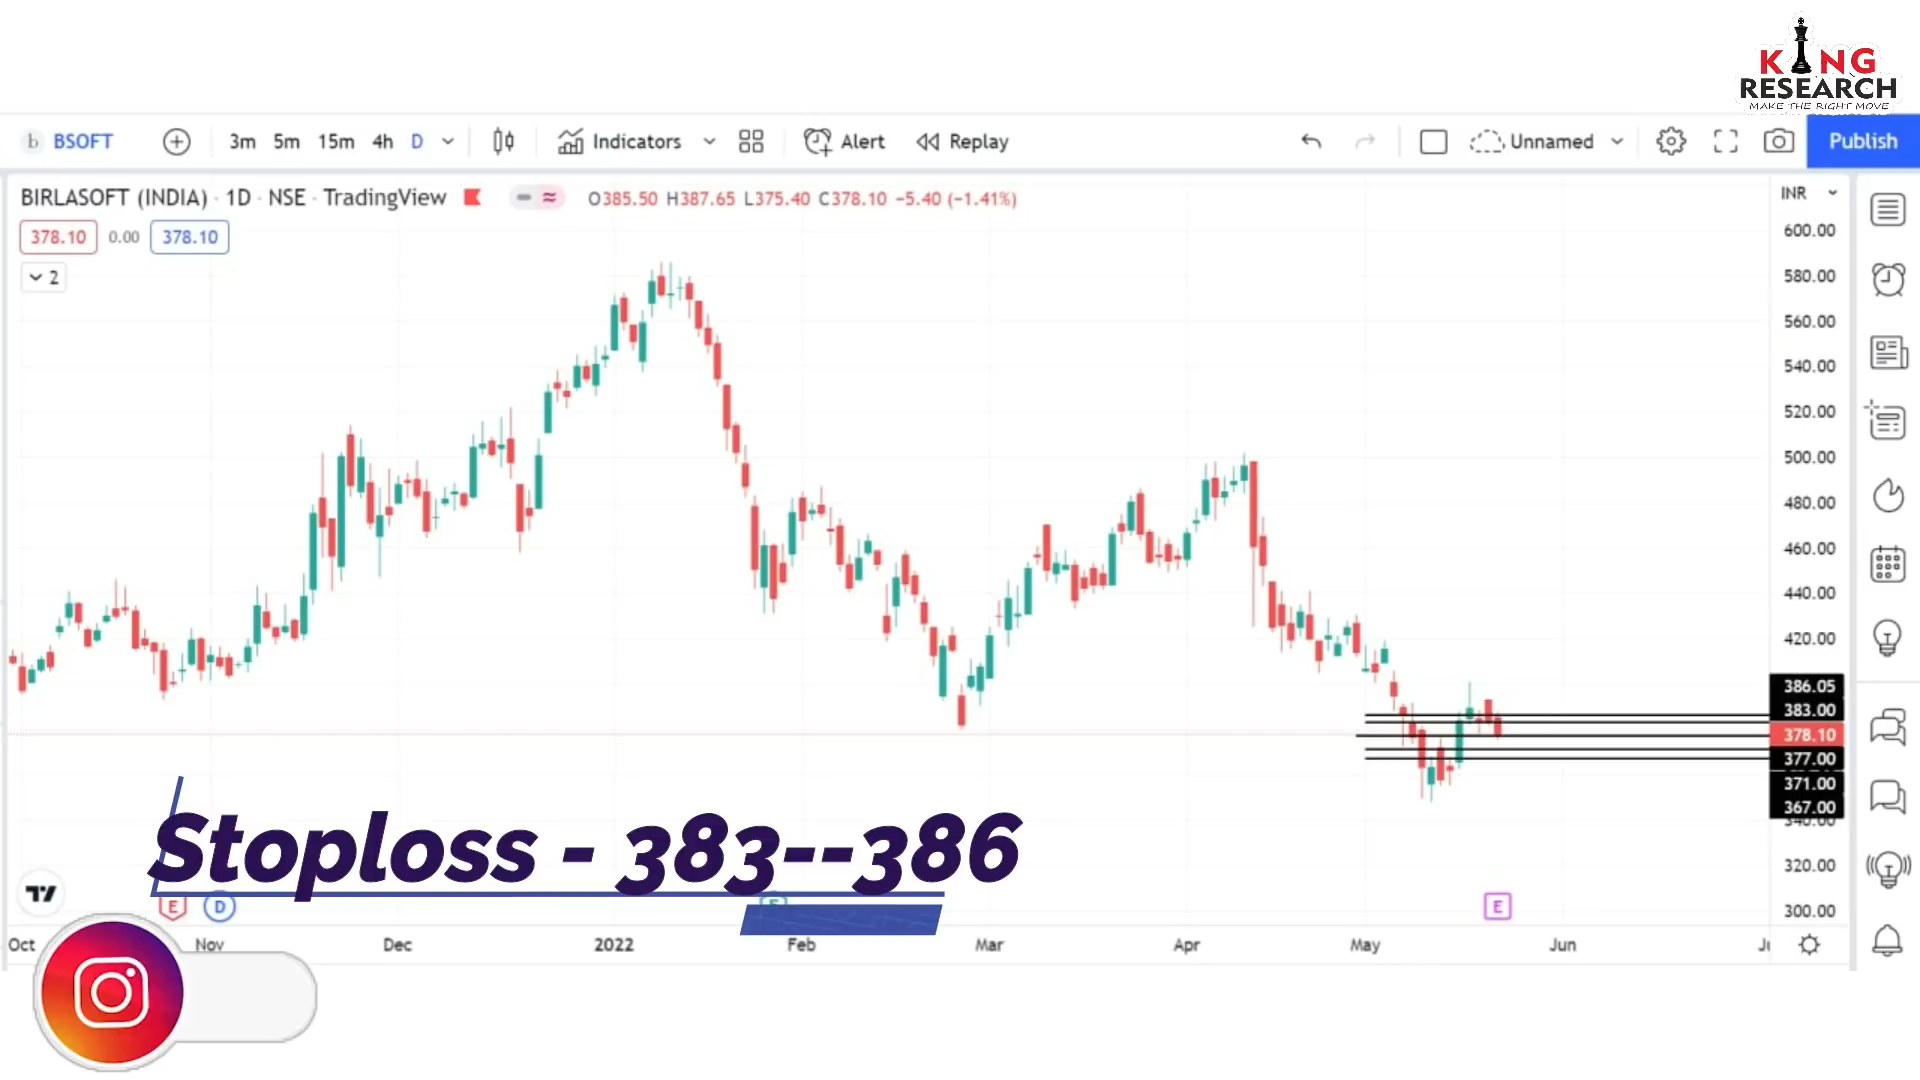 KING
RESEARCH
MAKE THE RIGHT MOVE
b BSOFT 3m 5m 15m 4h D Indicators Alert Replay Unnamed Publish
BIRLASOFT (INDIA) · 1D · NSE · TradingView O385.50 H387.65 L375.40 C378.10 −5.40 (−1.41%) INR
378.10 0.00 378.10
2
600.00
580.00
560.00
540.00
520.00
500.00
480.00
460.00
440.00
420.00
386.05
383.00
378.10
377.00
371.00
367.00
340.00
320.00
300.00
Stoploss - 383--386
E D E E
Oct Nov Dec 2022 Feb Mar Apr May Jun